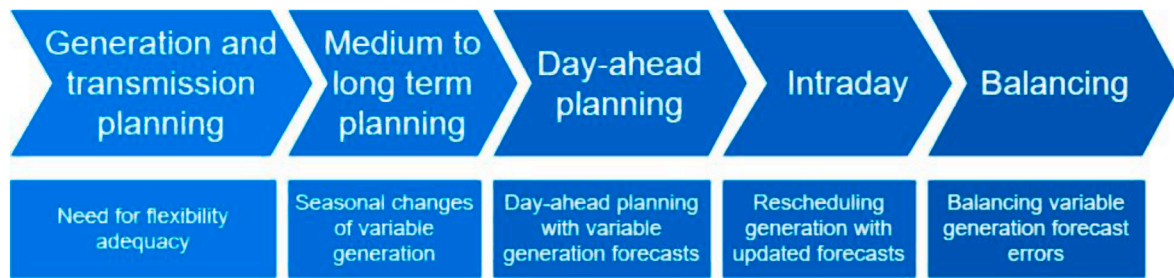 Generation and
transmission
planning
Medium to
long term
planning
Day-ahead
planning
Intraday
Balancing
Need for flexibility
adequacy
Seasonal changes
of variable
generation
Day-ahead planning
with variable
generation forecasts
Rescheduling
generation with
updated forecasts
Balancing variable
generation forecast
errors